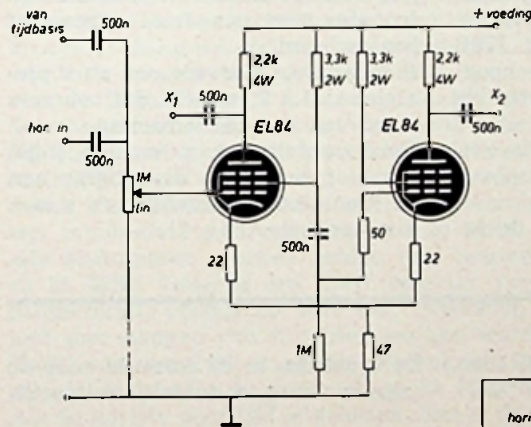 van
tijdbasis
500n
+ voeding
2,2k
4W
3,3k
2W
3,3k
2W
2,2k
4W
X1
500n
X2
500n
EL84
EL84
hor. in
500n
1M
lin
22
500n
50
22
1M
47
horr